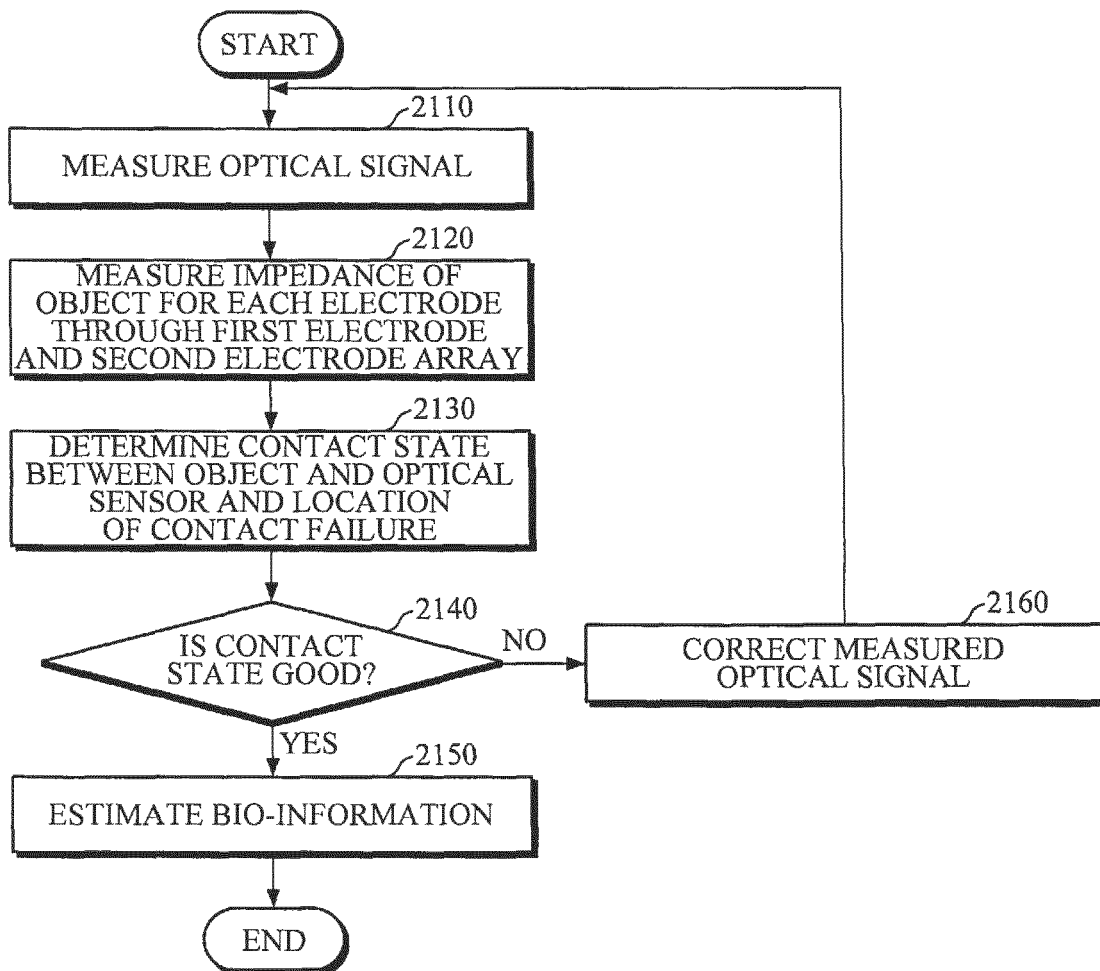 START
2110
MEASURE OPTICAL SIGNAL
2120
MEASURE IMPEDANCE OF
OBJECT FOR EACH ELECTRODE
THROUGH FIRST ELECTRODE
AND SECOND ELECTRODE ARRAY
2130
DETERMINE CONTACT STATE
BETWEEN OBJECT AND OPTICAL
SENSOR AND LOCATION
OF CONTACT FAILURE
2140
IS CONTACT
STATE GOOD?
NO
2160
CORRECT MEASURED
OPTICAL SIGNAL
YES
2150
ESTIMATE BIO-INFORMATION
END